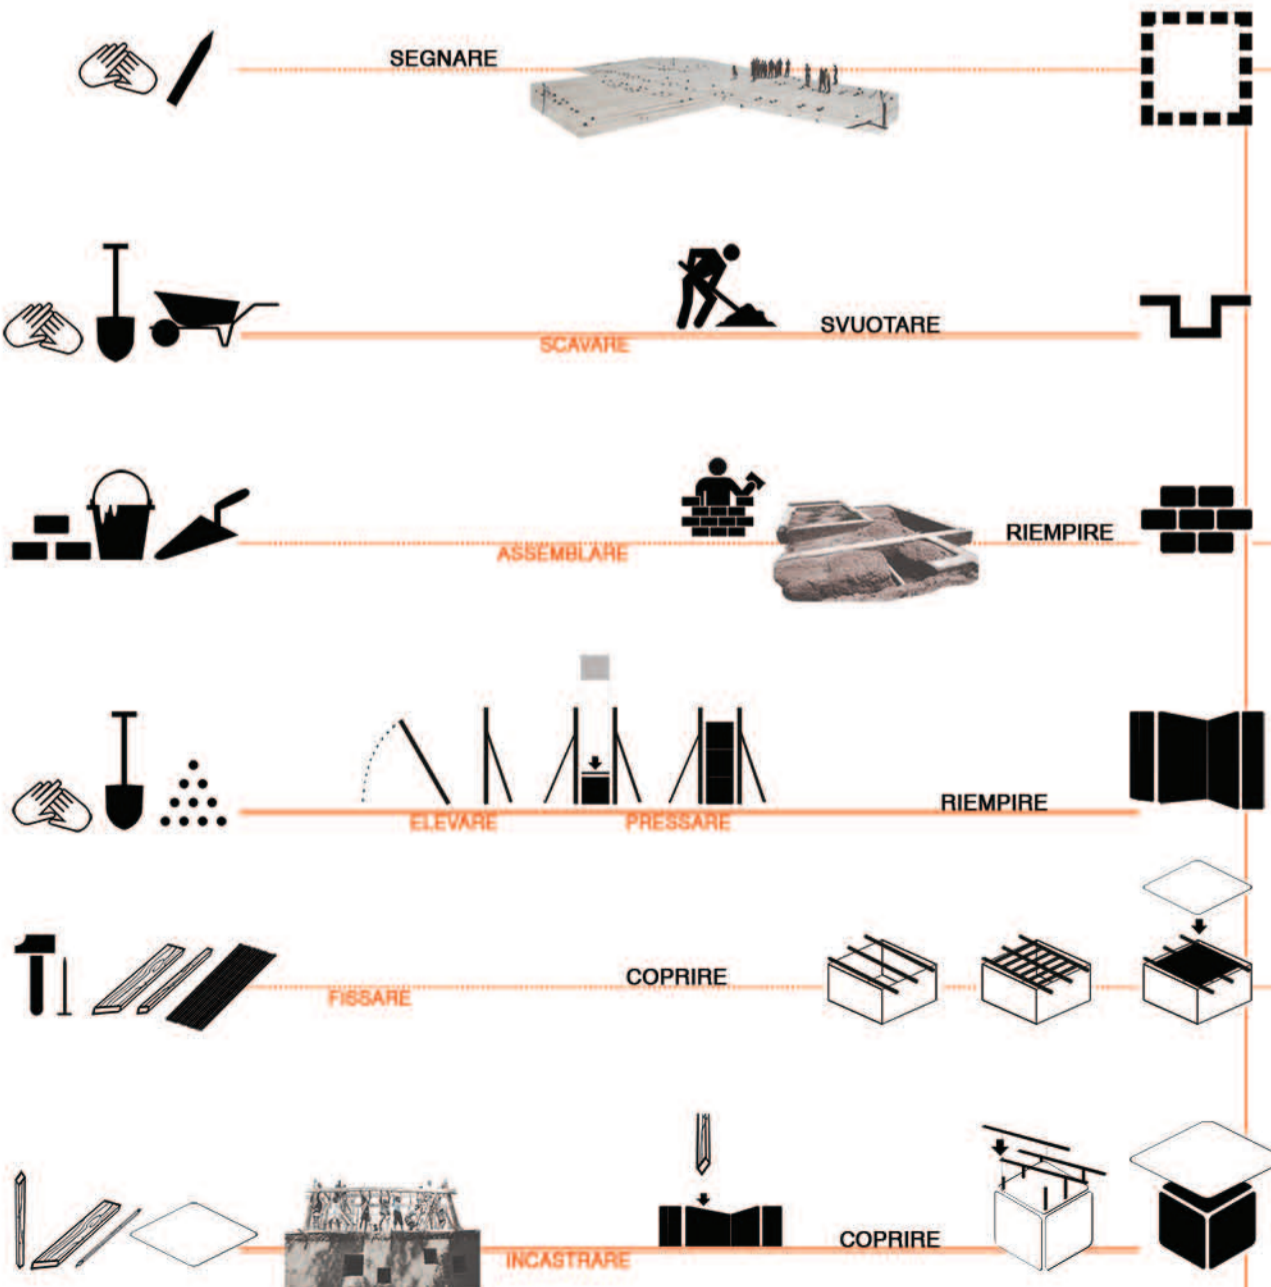 SEGNARE
SVUOTARE
SCAVARE
RIEMPIRE
ASSEMBLARE
RIEMPIRE
ELEVARE PRESSARE
COPRIRE
FISSARE
COPRIRE
INCASTRARE